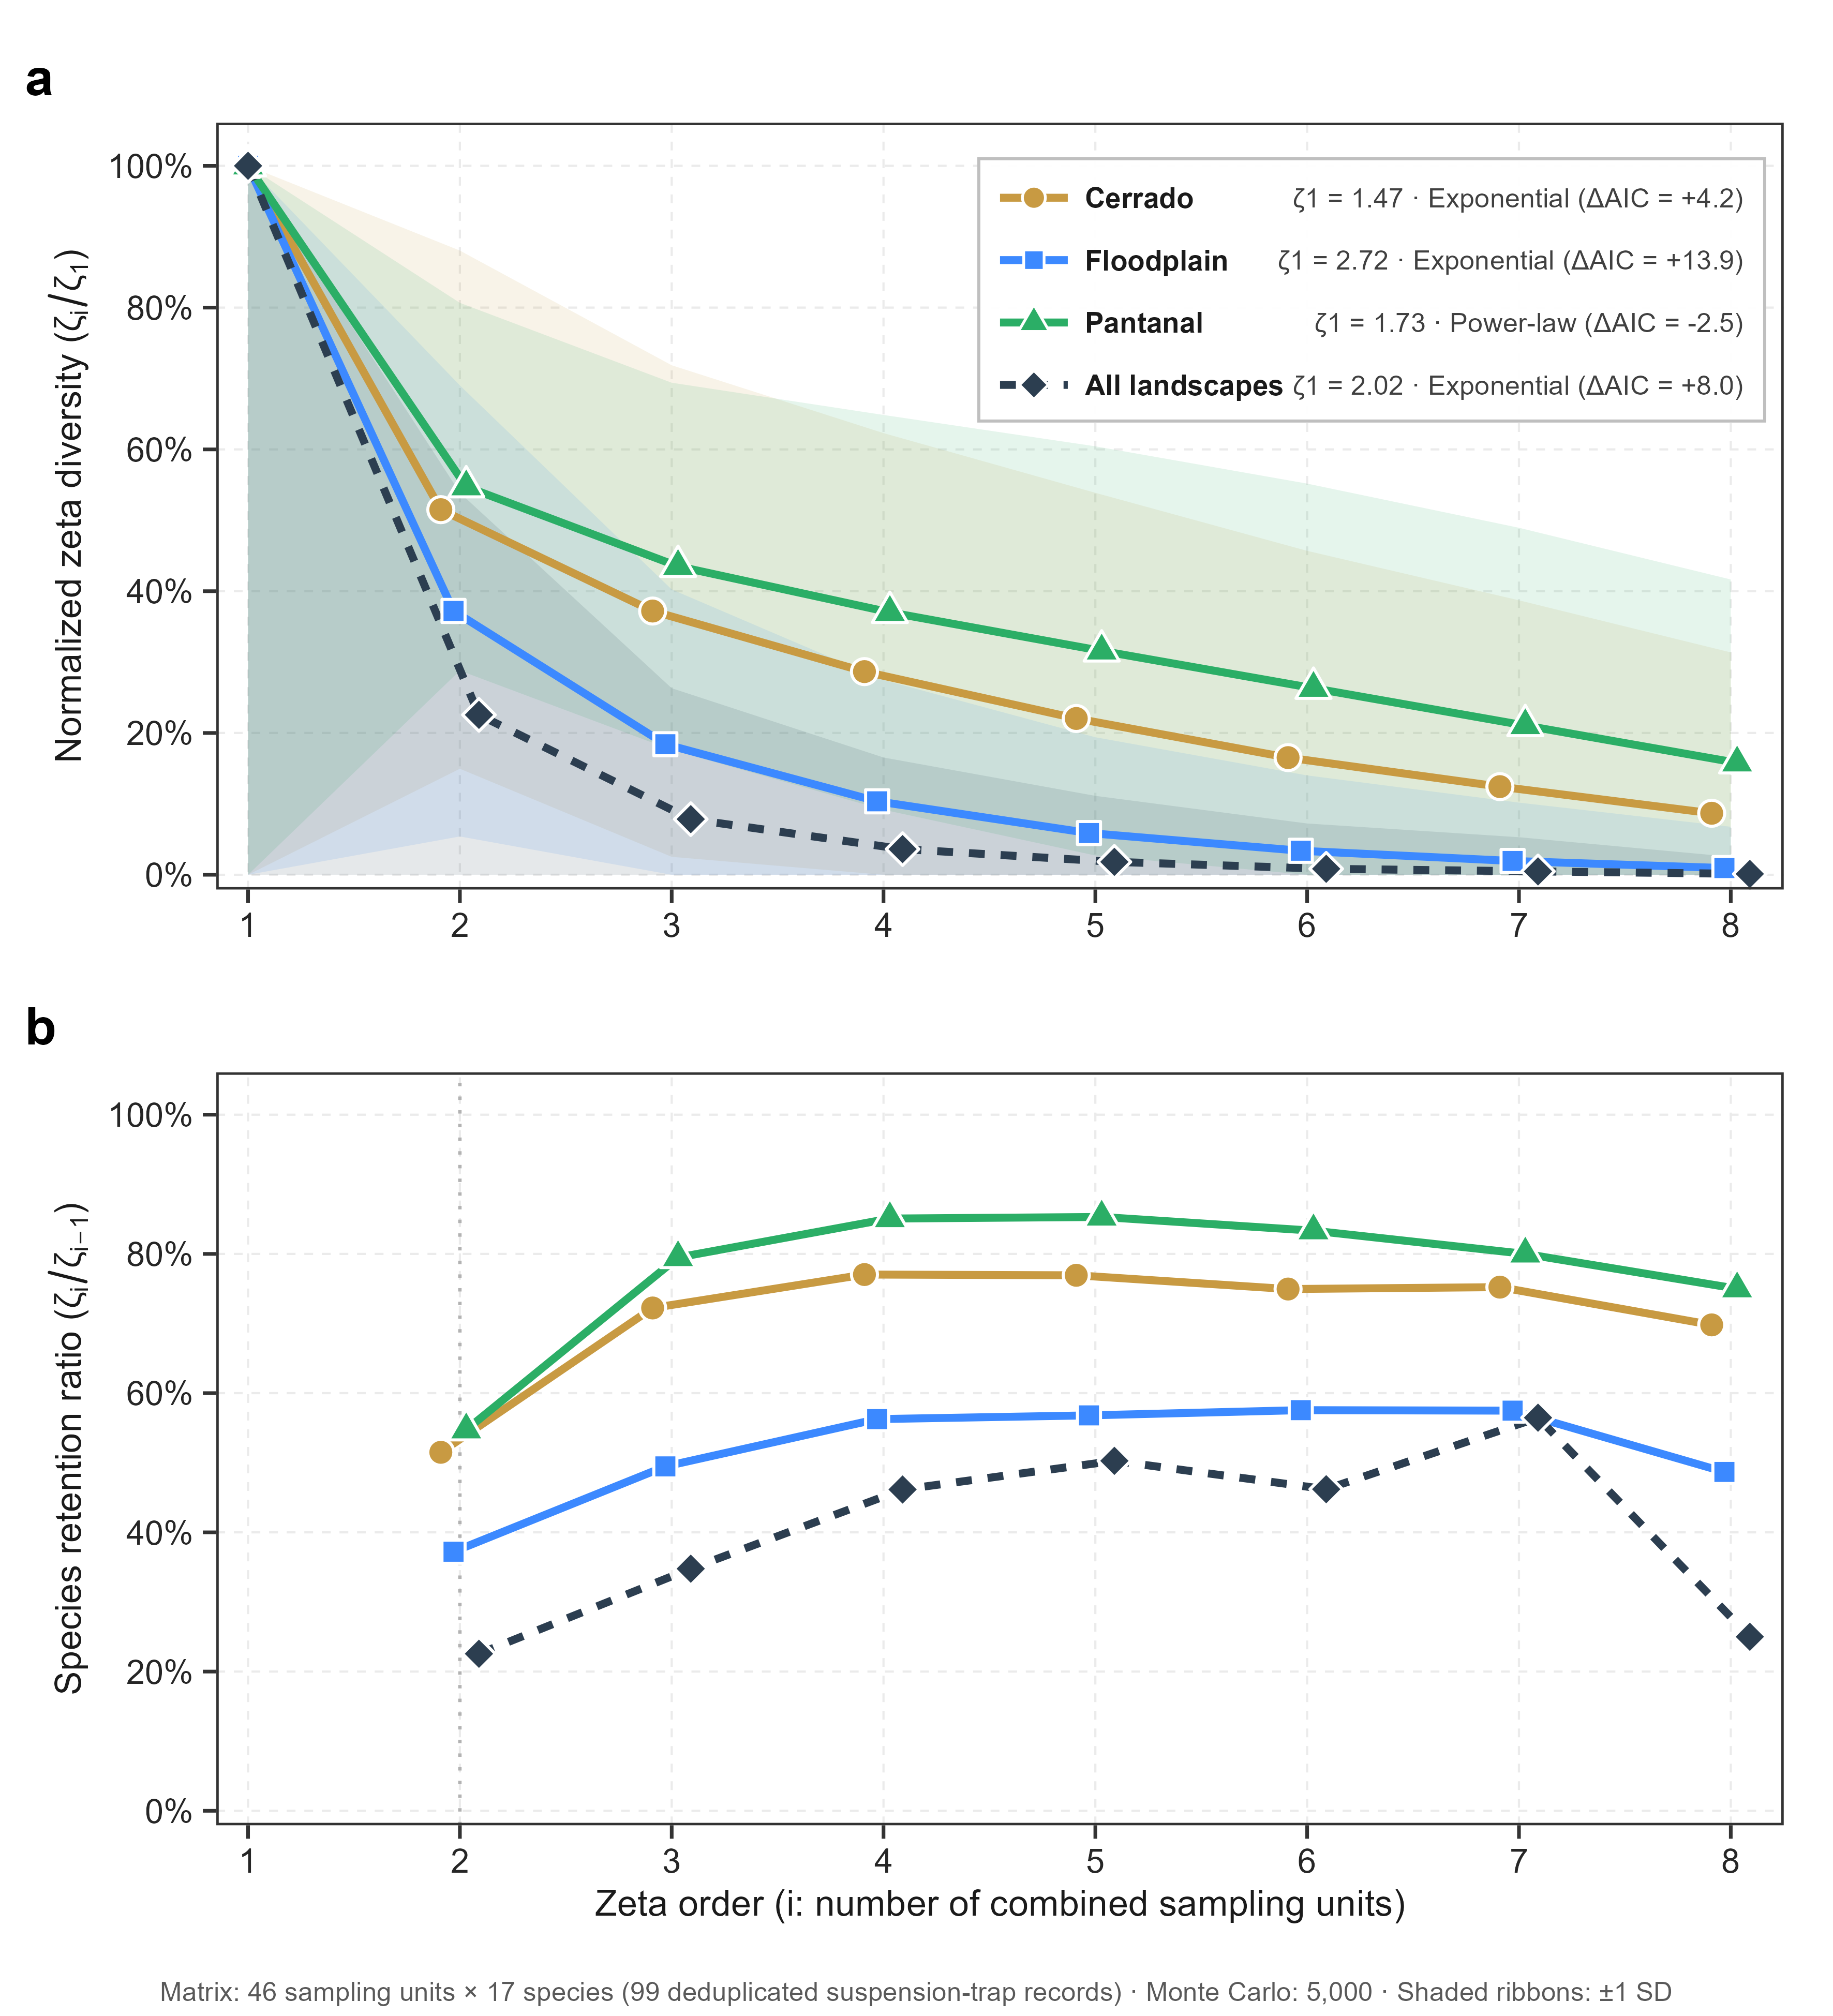 a
Normalized zeta diversity (ζi/ζ1)
100%
80%
60%
40%
20%
0%
Cerrado ζ1 = 1.47 · Exponential (ΔAIC = +4.2)
Floodplain ζ1 = 2.72 · Exponential (ΔAIC = +13.9)
Pantanal ζ1 = 1.73 · Power-law (ΔAIC = -2.5)
All landscapes ζ1 = 2.02 · Exponential (ΔAIC = +8.0)
1 2 3 4 5 6 7 8
b
Species retention ratio (ζi/ζi−1)
100%
80%
60%
40%
20%
0%
1 2 3 4 5 6 7 8
Zeta order (i: number of combined sampling units)
Matrix: 46 sampling units × 17 species (99 deduplicated suspension-trap records) · Monte Carlo: 5,000 · Shaded ribbons: ±1 SD